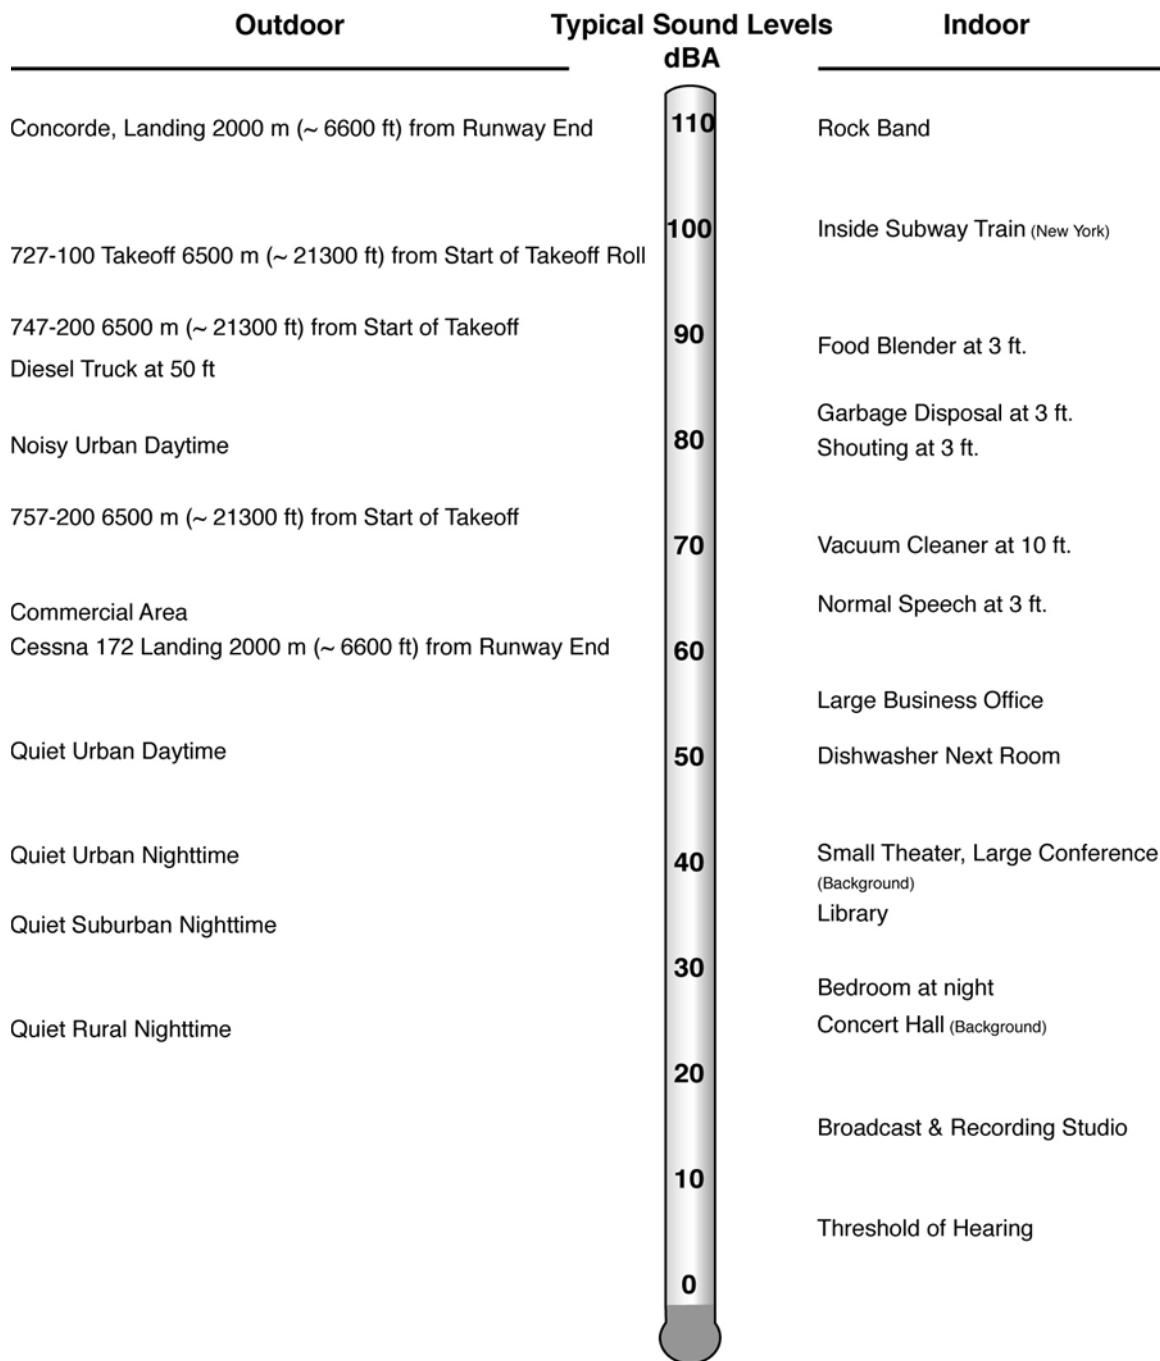 Outdoor Typical Sound Levels Indoor
dBA
Concorde, Landing 2000 m (~ 6600 ft) from Runway End 110 Rock Band
100 Inside Subway Train (New York)
727-100 Takeoff 6500 m (~ 21300 ft) from Start of Takeoff Roll
747-200 6500 m (~ 21300 ft) from Start of Takeoff 90
Food Blender at 3 ft.
Diesel Truck at 50 ft
Garbage Disposal at 3 ft.
Noisy Urban Daytime 80 Shouting at 3 ft.
757-200 6500 m (~ 21300 ft) from Start of Takeoff
70 Vacuum Cleaner at 10 ft.
Normal Speech at 3 ft.
Commercial Area
Cessna 172 Landing 2000 m (~ 6600 ft) from Runway End 60
Large Business Office
Quiet Urban Daytime 50 Dishwasher Next Room
Quiet Urban Nighttime 40 Small Theater, Large Conference
(Background)
Library
Quiet Suburban Nighttime
30
Bedroom at night
Quiet Rural Nighttime Concert Hall (Background)
20
Broadcast & Recording Studio
10
Threshold of Hearing
0